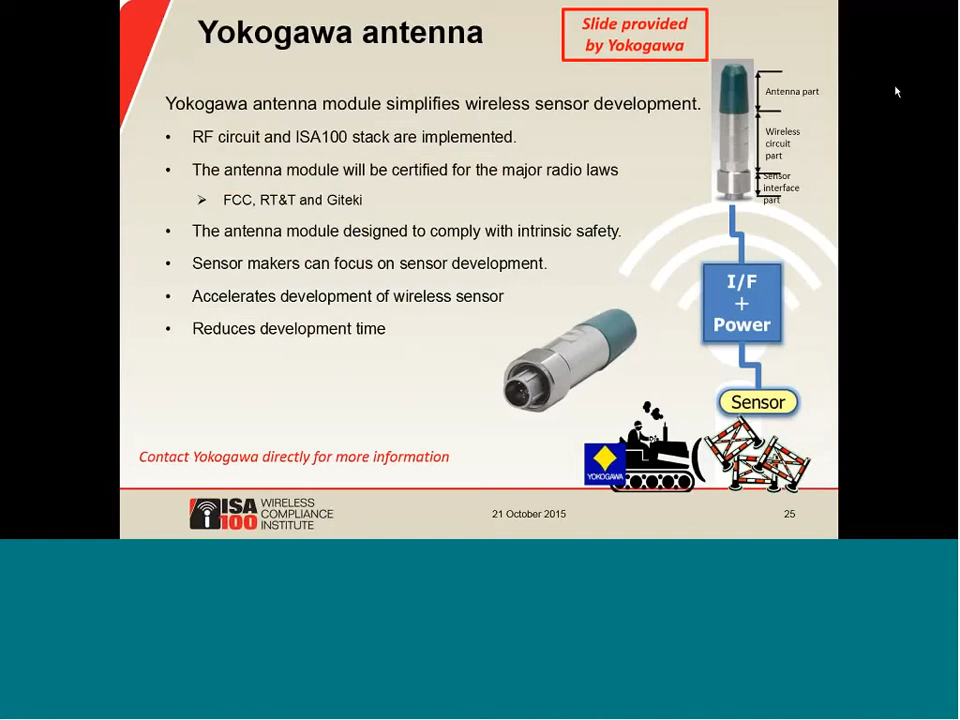 Yokogawa antenna
Slide provided
by Yokogawa
Yokogawa antenna module simplifies wireless sensor development.
• RF circuit and ISA100 stack are implemented.
• The antenna module will be certified for the major radio laws
➢ FCC, RT&T and Giteki
• The antenna module designed to comply with intrinsic safety.
• Sensor makers can focus on sensor development.
• Accelerates development of wireless sensor
• Reduces development time
Antenna part
Wireless
circuit
part
Sensor
interface
part
I/F
+
Power
Sensor
YOKOGAWA
Contact Yokogawa directly for more information
ISA
100
WIRELESS
COMPLIANCE
INSTITUTE
21 October 2015
25